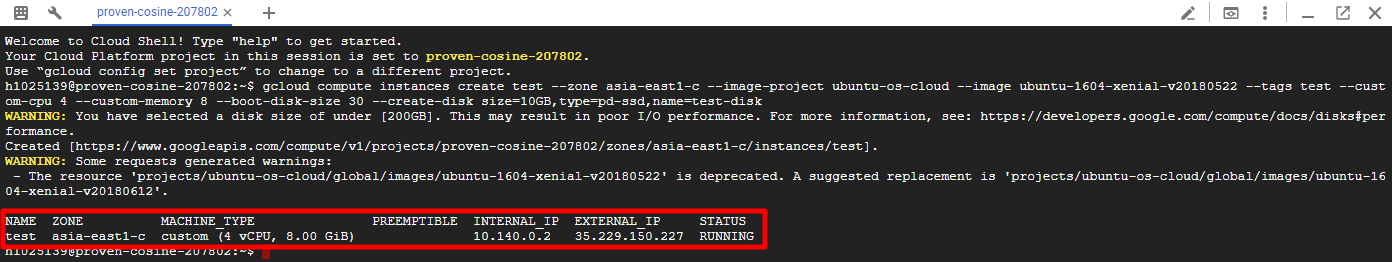 proven-cosine-207802
Welcome to Cloud Shell! Type "help" to get started.
Your Cloud Platform project in this session is set to proven-cosine-207802.
Use “gcloud config set project” to change to a different project.
h1025139@proven-cosine-207802:~$ gcloud compute instances create test --zone asia-east1-c --image-project ubuntu-os-cloud --image ubuntu-1604-xenial-v20180522 --tags test --cust
om-cpu 4 --custom-memory 8 --boot-disk-size 30 --create-disk size=10GB,type=pd-ssd,name=test-disk
WARNING: You have selected a disk size of under [200GB]. This may result in poor I/O performance. For more information, see: https://developers.google.com/compute/docs/disks#per
formance.
Created [https://www.googleapis.com/compute/v1/projects/proven-cosine-207802/zones/asia-east1-c/instances/test].
WARNING: Some requests generated warnings:
- The resource 'projects/ubuntu-os-cloud/global/images/ubuntu-1604-xenial-v20180522' is deprecated. A suggested replacement is 'projects/ubuntu-os-cloud/global/images/ubuntu-16
04-xenial-v20180612'.
NAME ZONE MACHINE_TYPE PREEMPTIBLE INTERNAL_IP EXTERNAL_IP STATUS
test asia-east1-c custom (4 vCPU, 8.00 GiB) 10.140.0.2 35.229.150.227 RUNNING
h1025139@proven-cosine-207802:~$